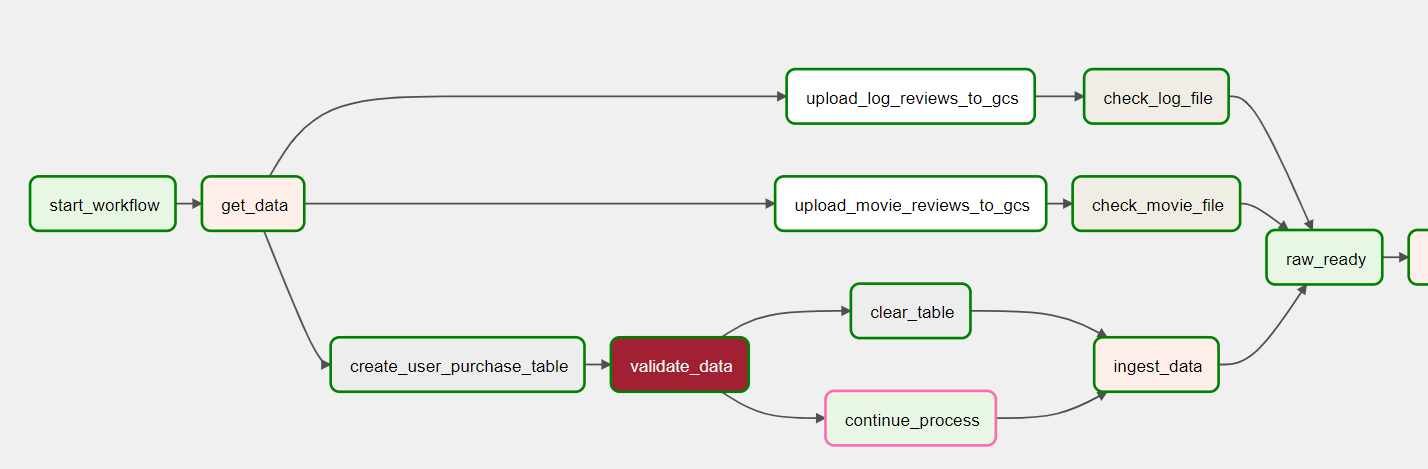 upload_log_reviews_to_gcs
check_log_file
start_workflow
get_data
upload_movie_reviews_to_gcs
check_movie_file
raw_ready
clear_table
create_user_purchase_table
validate_data
ingest_data
continue_process